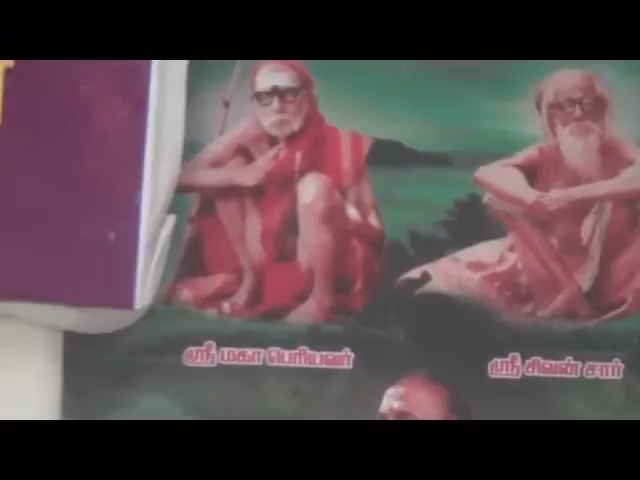 ஸ்ரீ மகா பெரியவர்
ஸ்ரீ சிவன் சார்